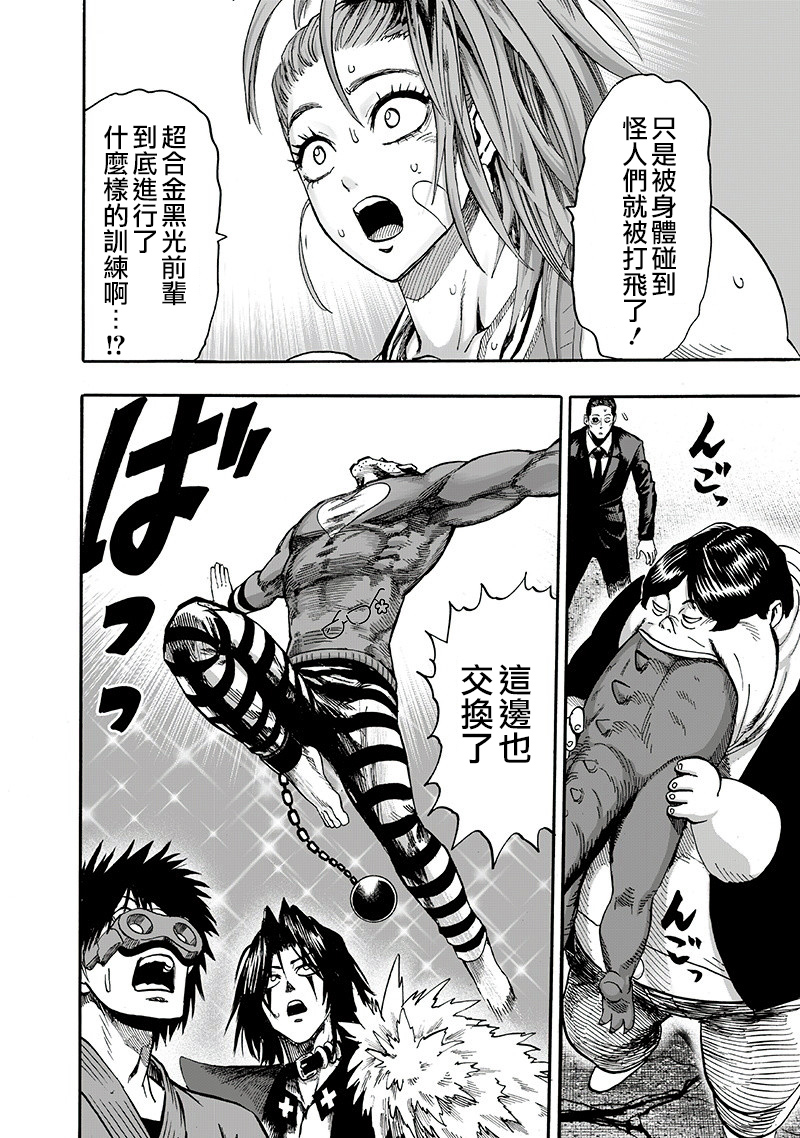 只是被身體碰到
怪人們就被打飛了!
超合金黑光前輩
到底進行了
什麼樣的訓練啊…!?
んごっ
んごっ
這邊也
交換了
ばっっ